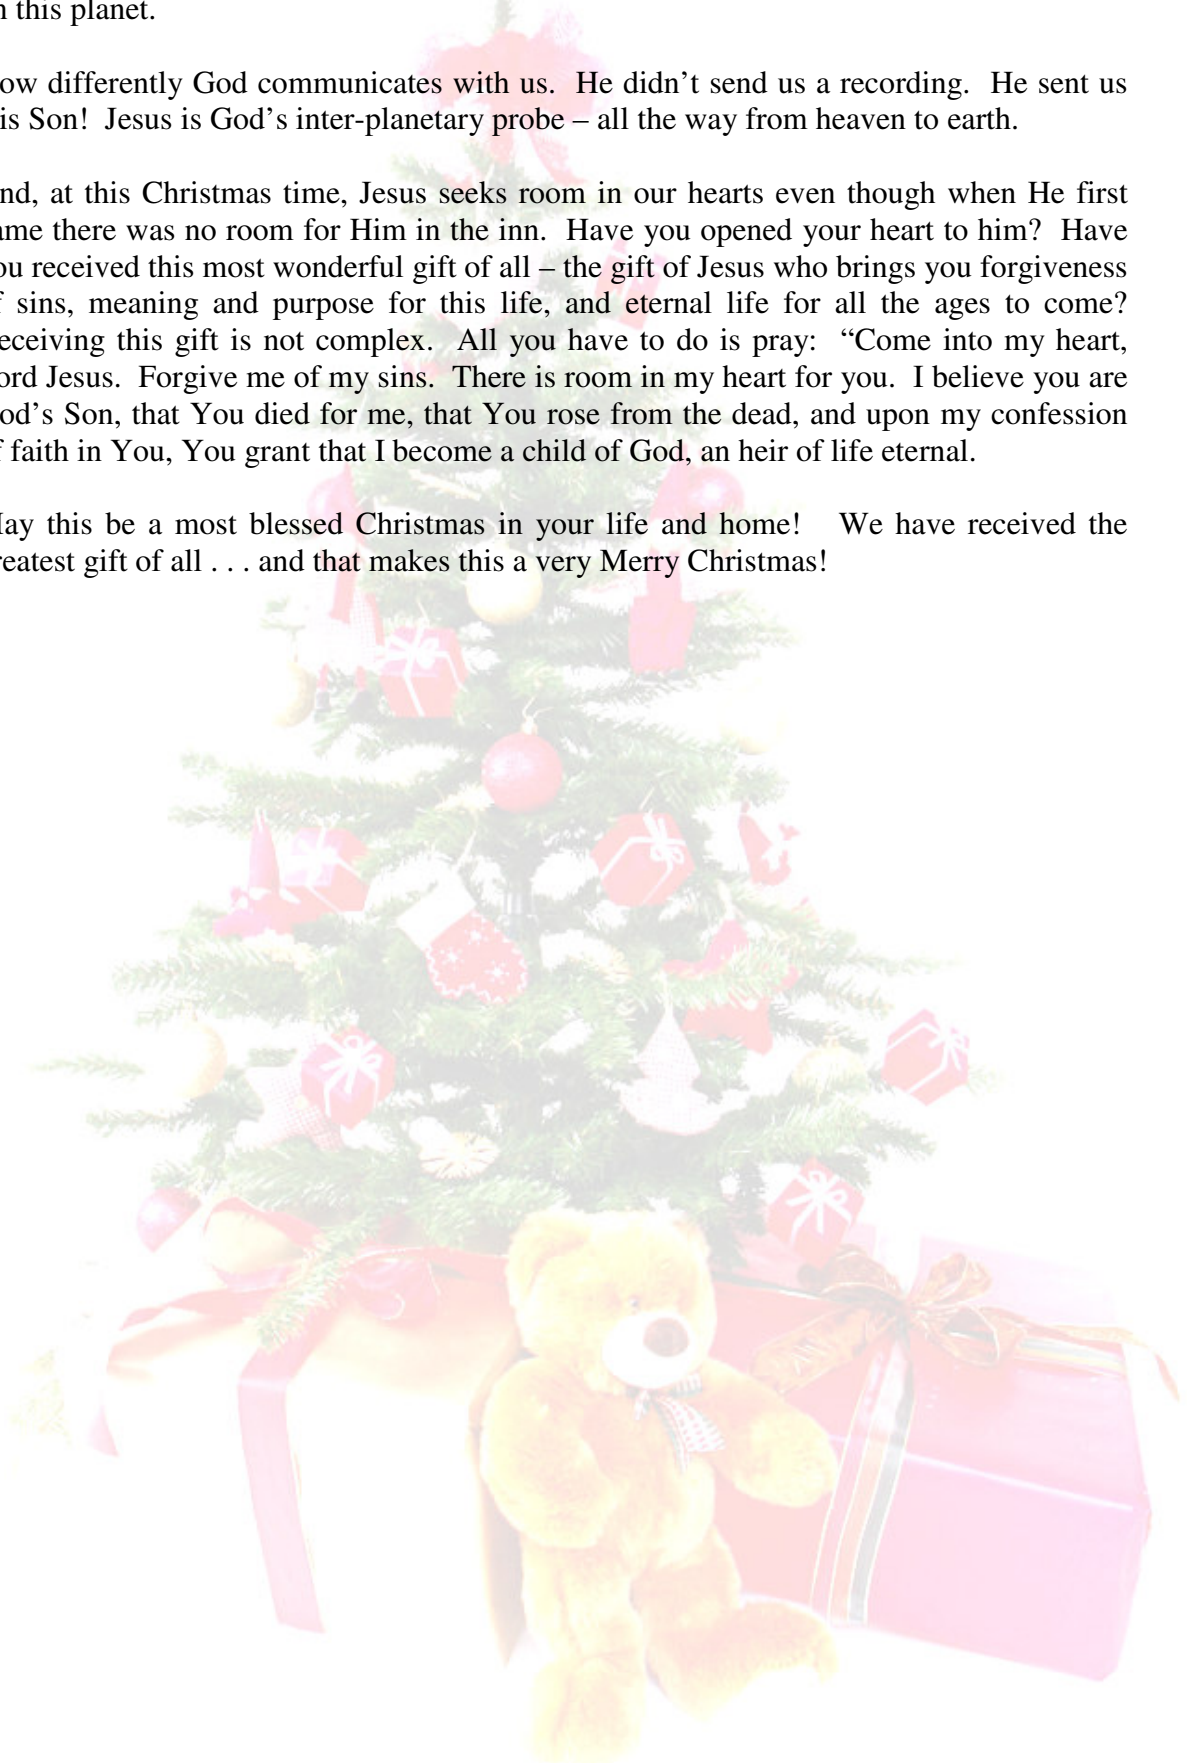 n this planet.
ow differently God communicates with us. He didn’t send us a recording. He sent us
is Son! Jesus is God’s inter-planetary probe – all the way from heaven to earth.
nd, at this Christmas time, Jesus seeks room in our hearts even though when He first
ame there was no room for Him in the inn. Have you opened your heart to him? Have
ou received this most wonderful gift of all – the gift of Jesus who brings you forgiveness
f sins, meaning and purpose for this life, and eternal life for all the ages to come?
eceiving this gift is not complex. All you have to do is pray: “Come into my heart,
ord Jesus. Forgive me of my sins. There is room in my heart for you. I believe you are
od’s Son, that You died for me, that You rose from the dead, and upon my confession
f faith in You, You grant that I become a child of God, an heir of life eternal.
ay this be a most blessed Christmas in your life and home! We have received the
reatest gift of all . . . and that makes this a very Merry Christmas!